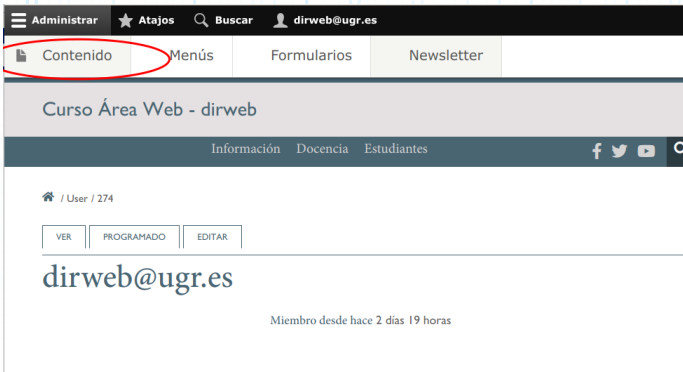 Administrar Atajos Buscar dirweb@ugr.es
Contenido Menús Formularios Newsletter
Curso Área Web - dirweb
Información Docencia Estudiantes
/ User / 274
VER PROGRAMADO EDITAR
dirweb@ugr.es
Miembro desde hace 2 días 19 horas